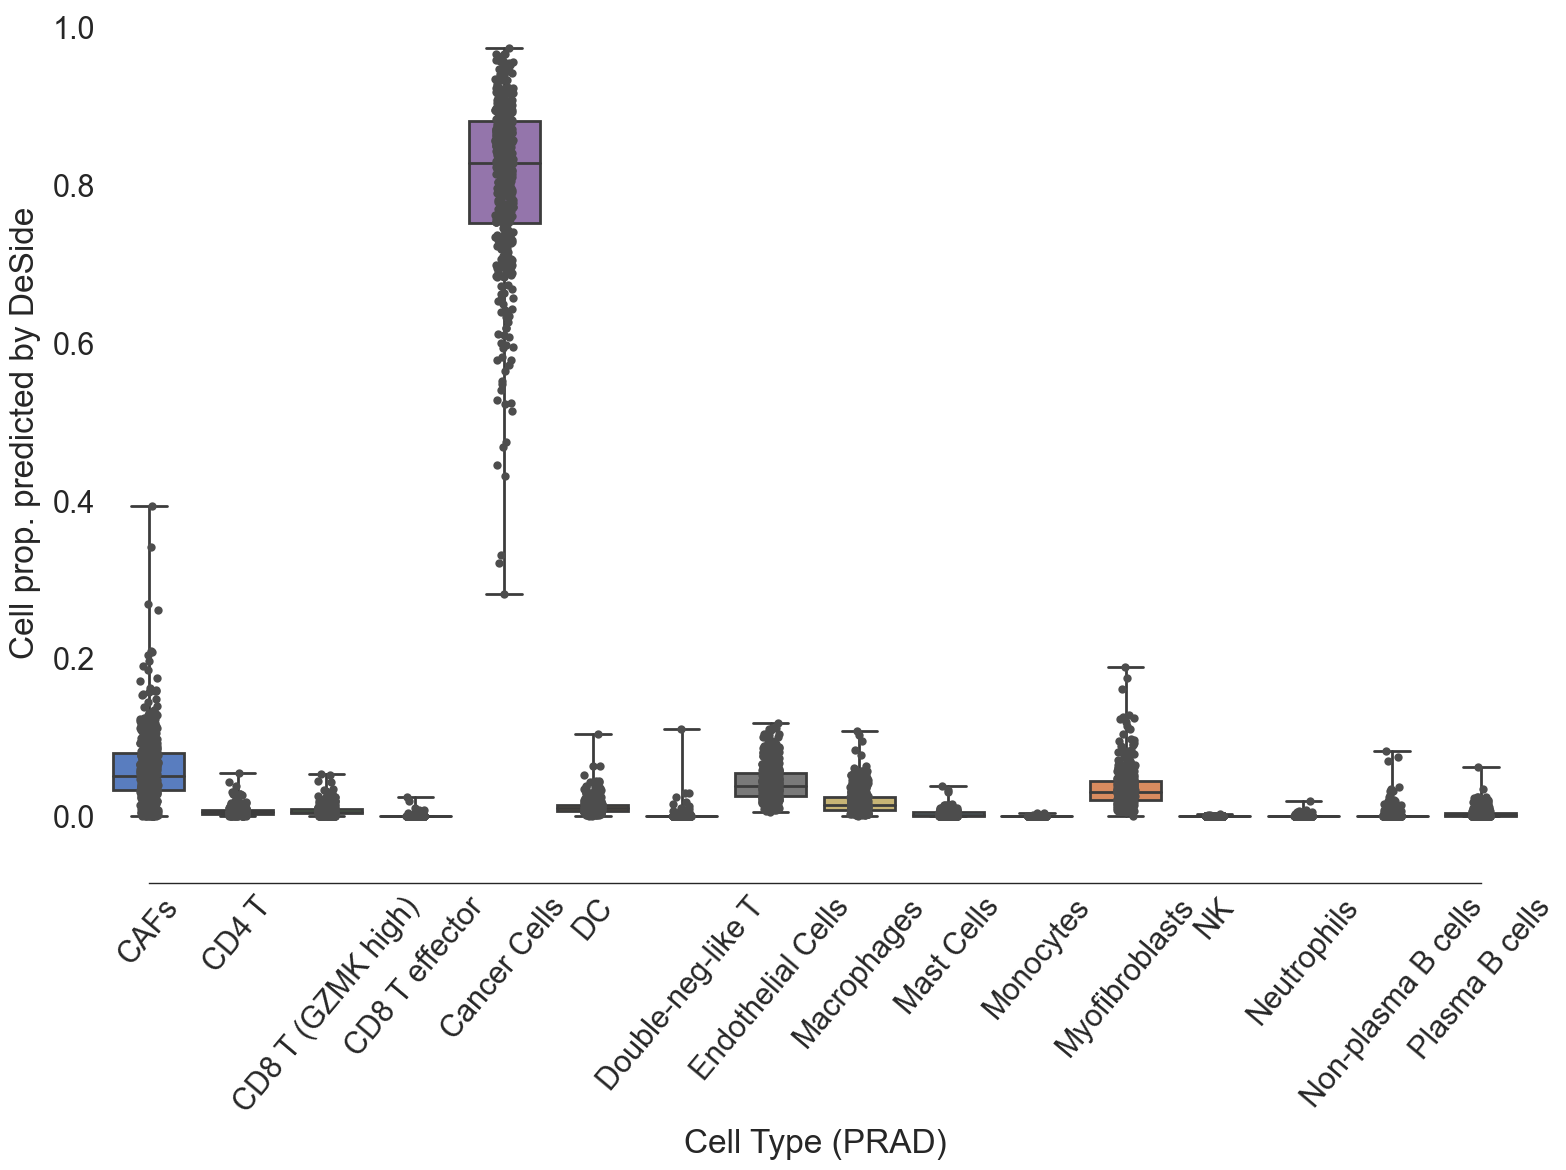 Cell prop. predicted by DeSide
1.0
0.8
0.6
0.4
0.2
0.0
CAFs
CD4 T
CD8 T (GZMK high)
CD8 T effector
Cancer Cells
DC
Double-neg-like T
Endothelial Cells
Macrophages
Mast Cells
Monocytes
Myofibroblasts
NK
Neutrophils
Non-plasma B cells
Plasma B cells
Cell Type (PRAD)